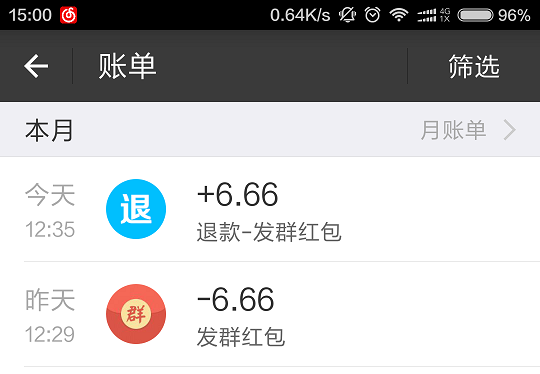 15:00 0.64K/s 4G 1X 96%
账单 筛选
本月 月账单
今天 退 +6.66
12:35 退款-发群红包
昨天 群 -6.66
12:29 发群红包